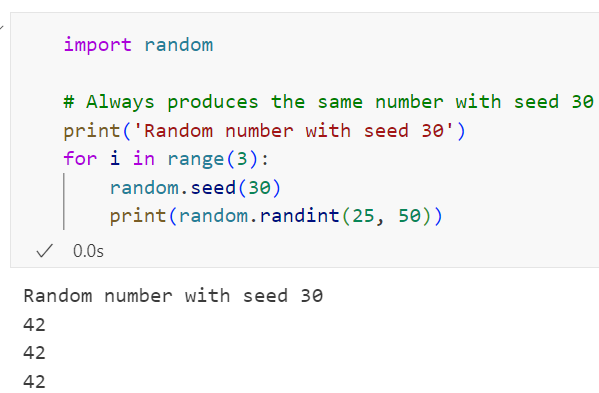 import random
# Always produces the same number with seed 30
print('Random number with seed 30')
for i in range(3):
    random.seed(30)
    print(random.randint(25, 50))
0.0s
Random number with seed 30
42
42
42